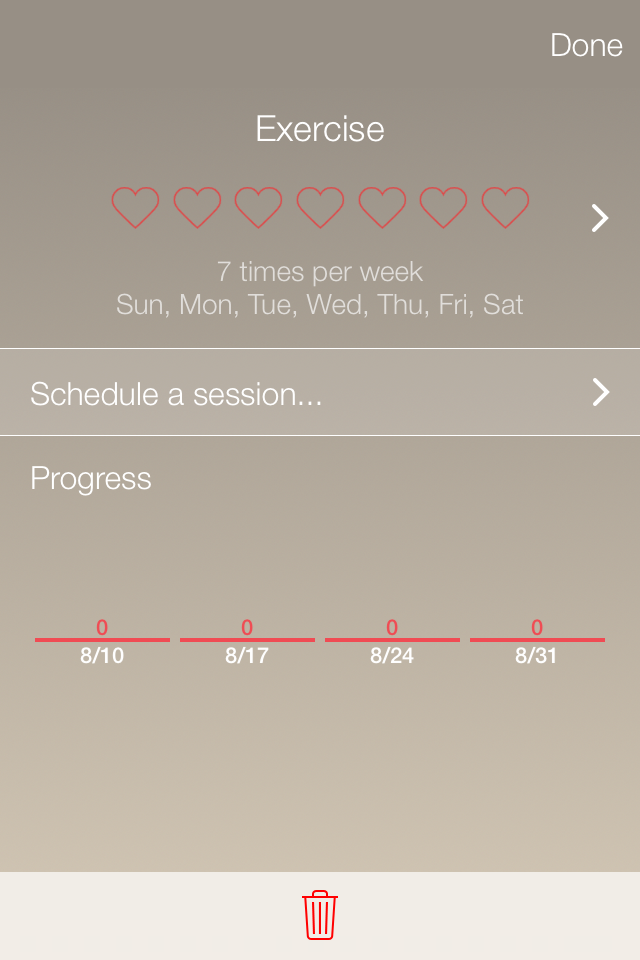 Done
Exercise
7 times per week
Sun, Mon, Tue, Wed, Thu, Fri, Sat
Schedule a session...
Progress
0 0 0 0
8/10 8/17 8/24 8/31